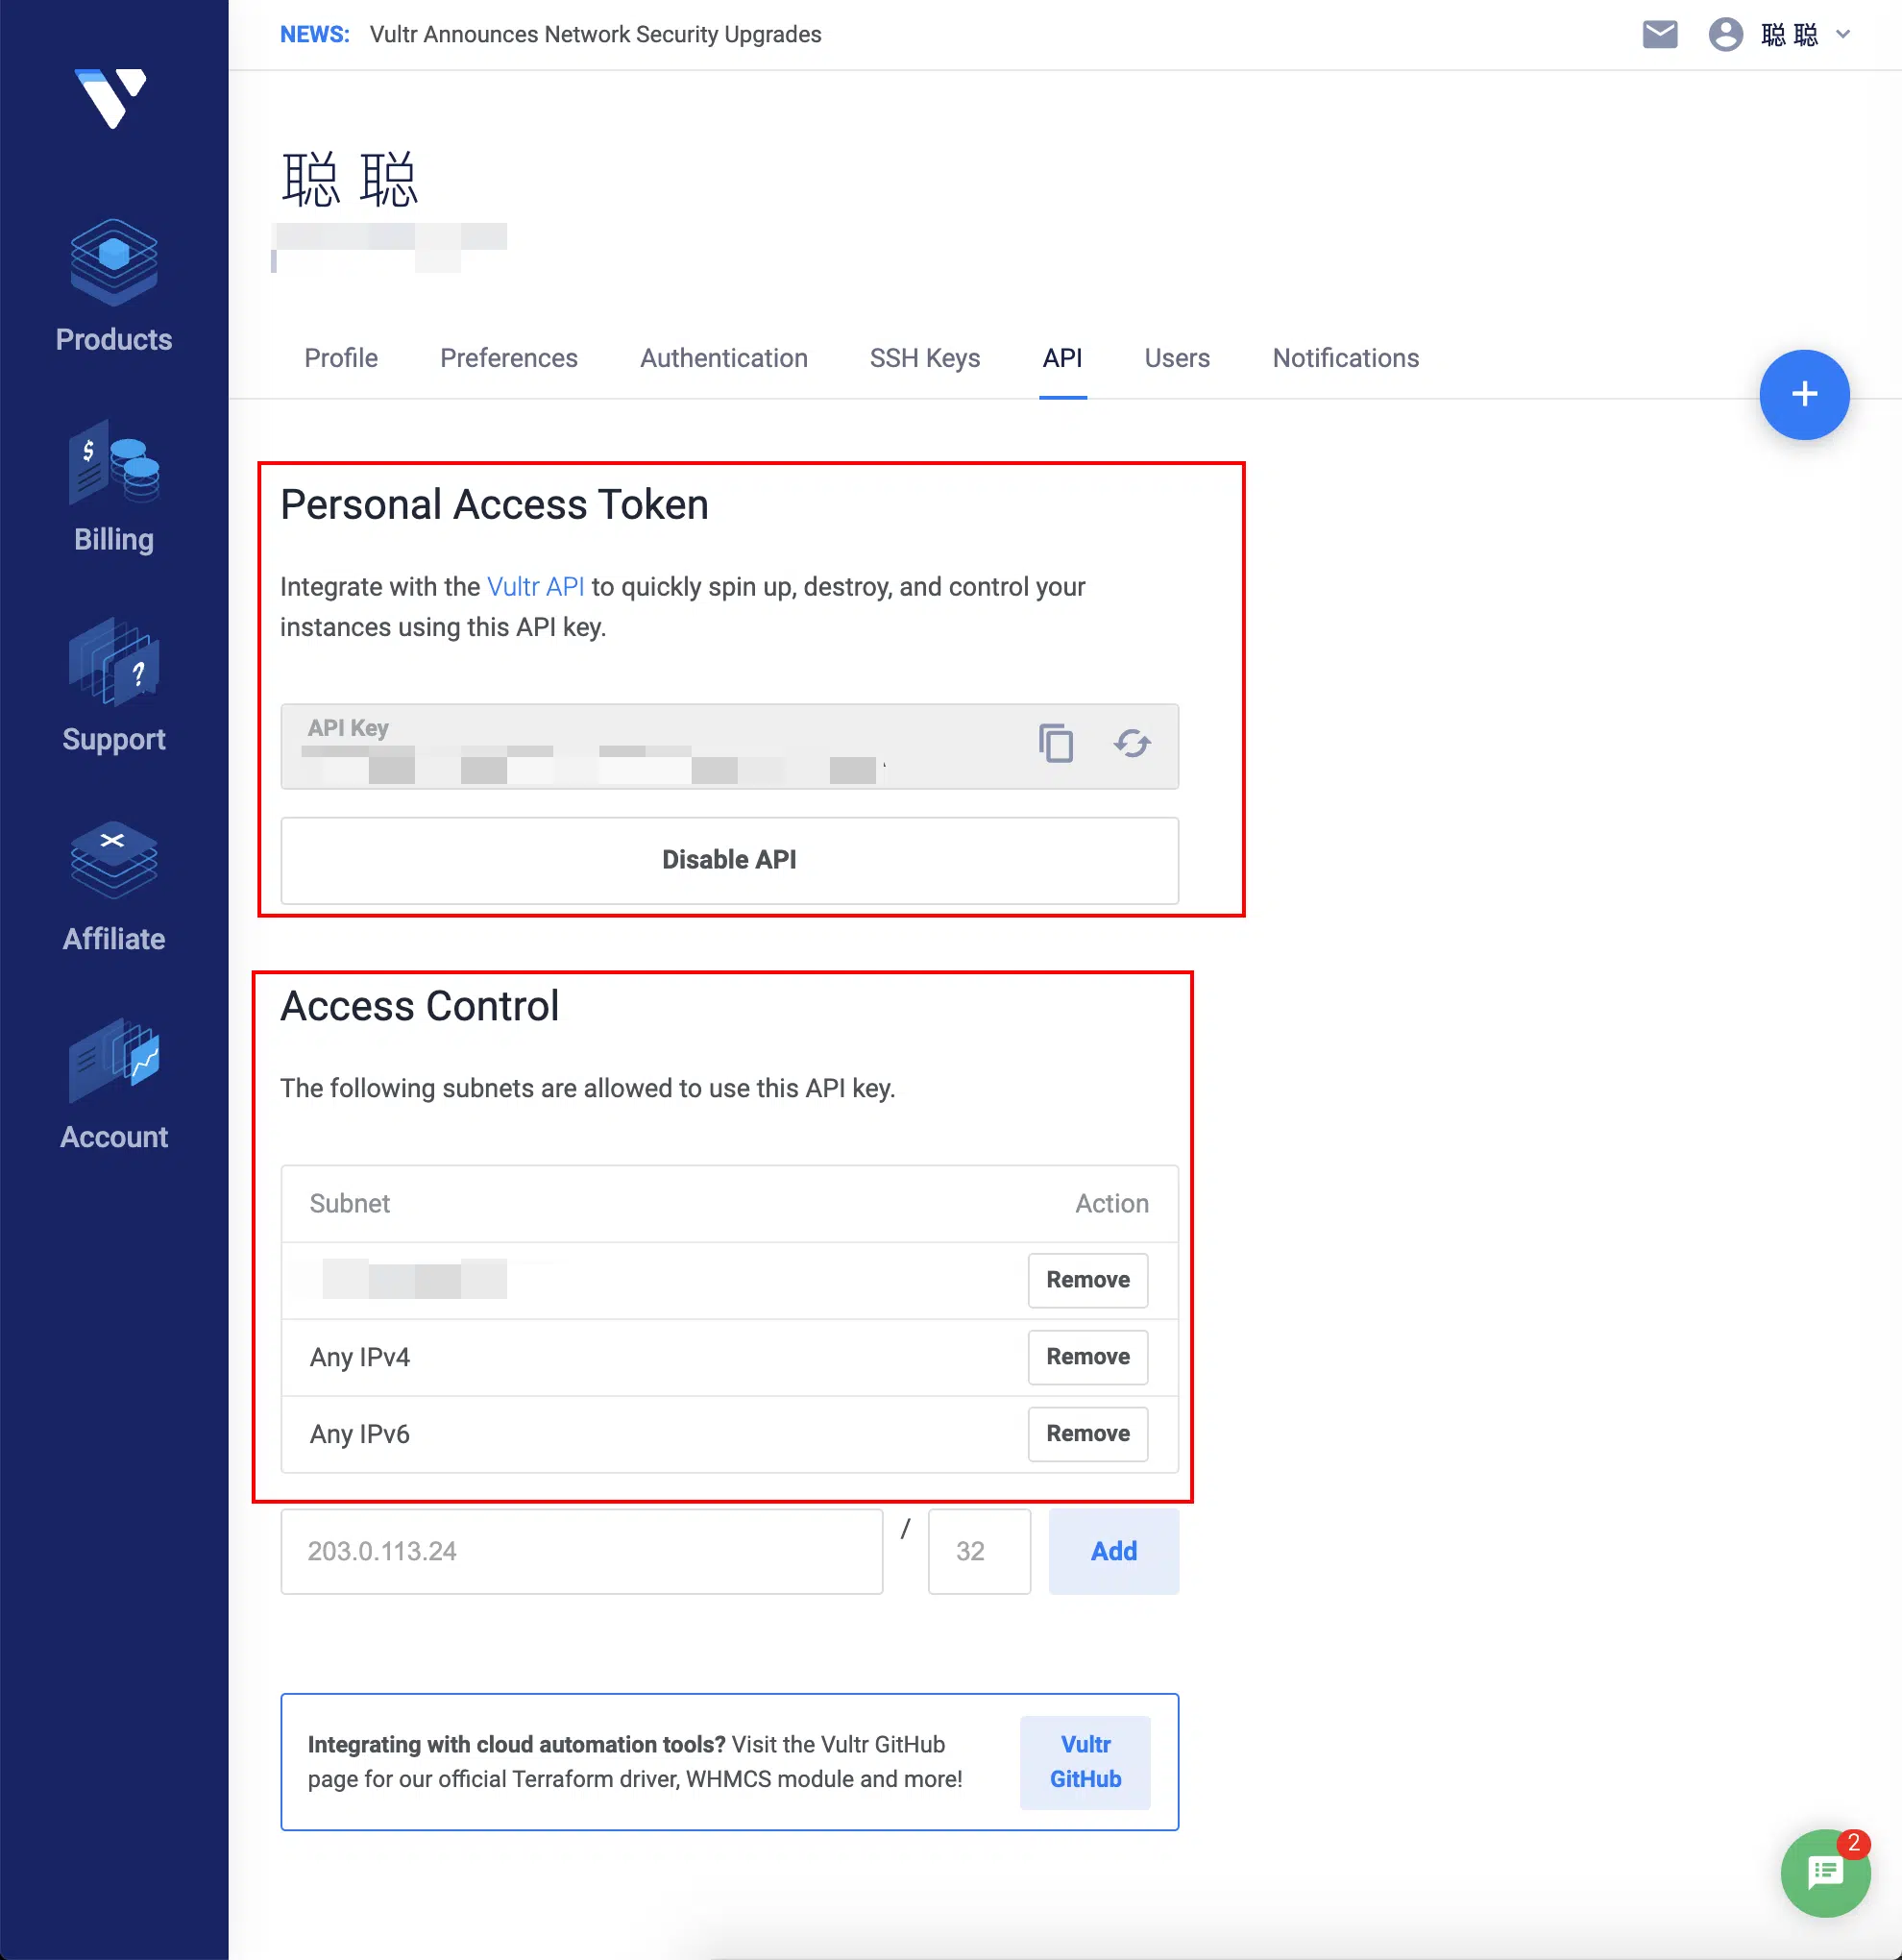 NEWS: Vultr Announces Network Security Upgrades
聪 聪
聪 聪
Products
Billing
Support
Affiliate
Account
Profile Preferences Authentication SSH Keys API Users Notifications
+
Personal Access Token
Integrate with the Vultr API to quickly spin up, destroy, and control your
instances using this API key.
API Key
Disable API
Access Control
The following subnets are allowed to use this API key.
Subnet Action
Remove
Any IPv4 Remove
Any IPv6 Remove
203.0.113.24 / 32 Add
Integrating with cloud automation tools? Visit the Vultr GitHub
page for our official Terraform driver, WHMCS module and more!
Vultr
GitHub
2